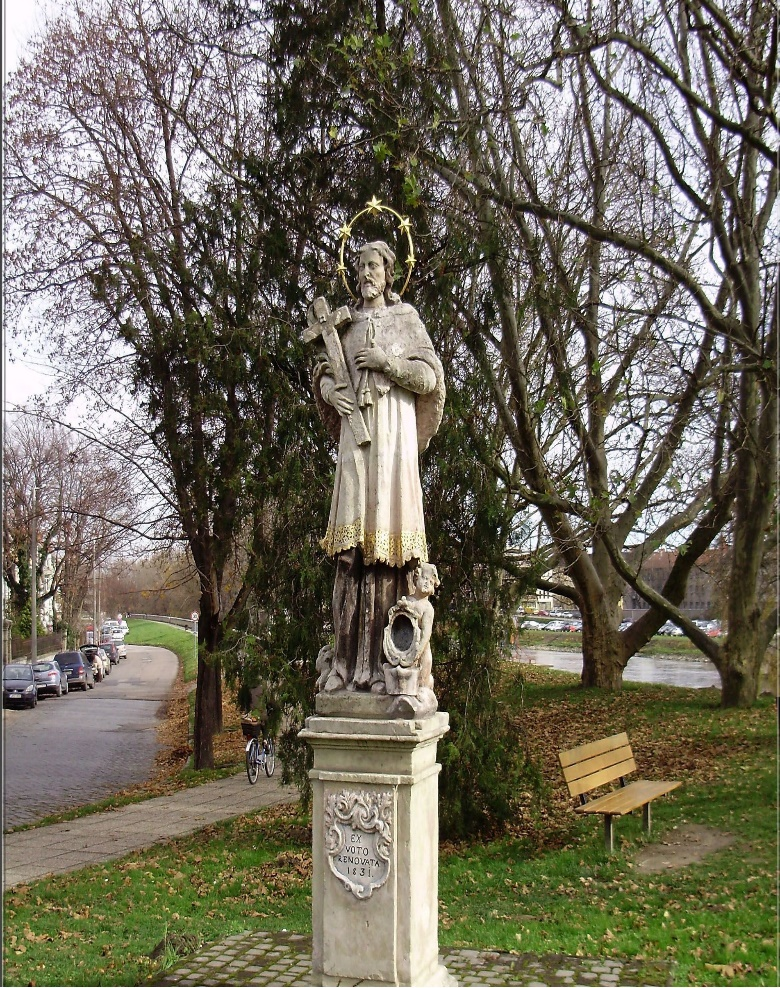 EX
VOTO
RENOVATA
1831.